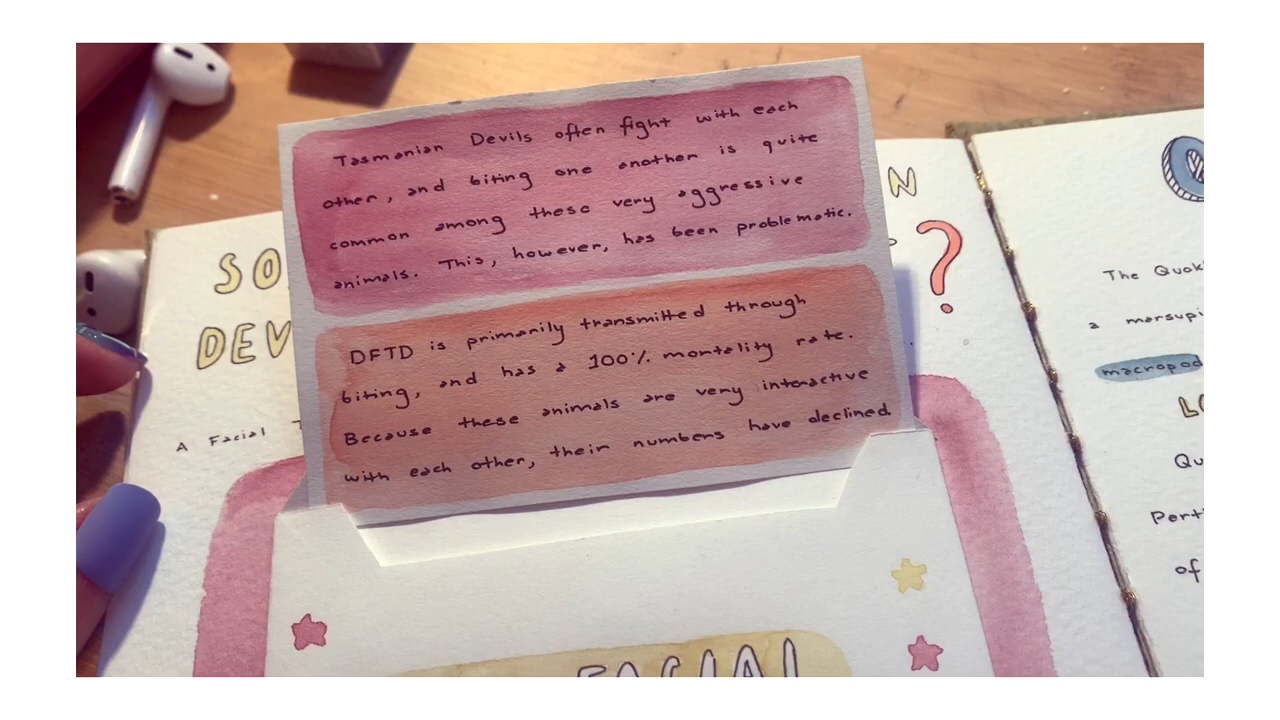 Tasmanian Devils often fight with each
other, and biting one another is quite
common among these very aggressive
animals. This, however, has been problematic.
DFTD is primarily transmitted through
biting, and has a 100% mortality rate.
Because these animals are very interactive
with each other, their numbers have declined.
SO
N
DEV
?
A Facial T
FACIAL
The Quok
a marsupi
macropod
Qu
Pert
of